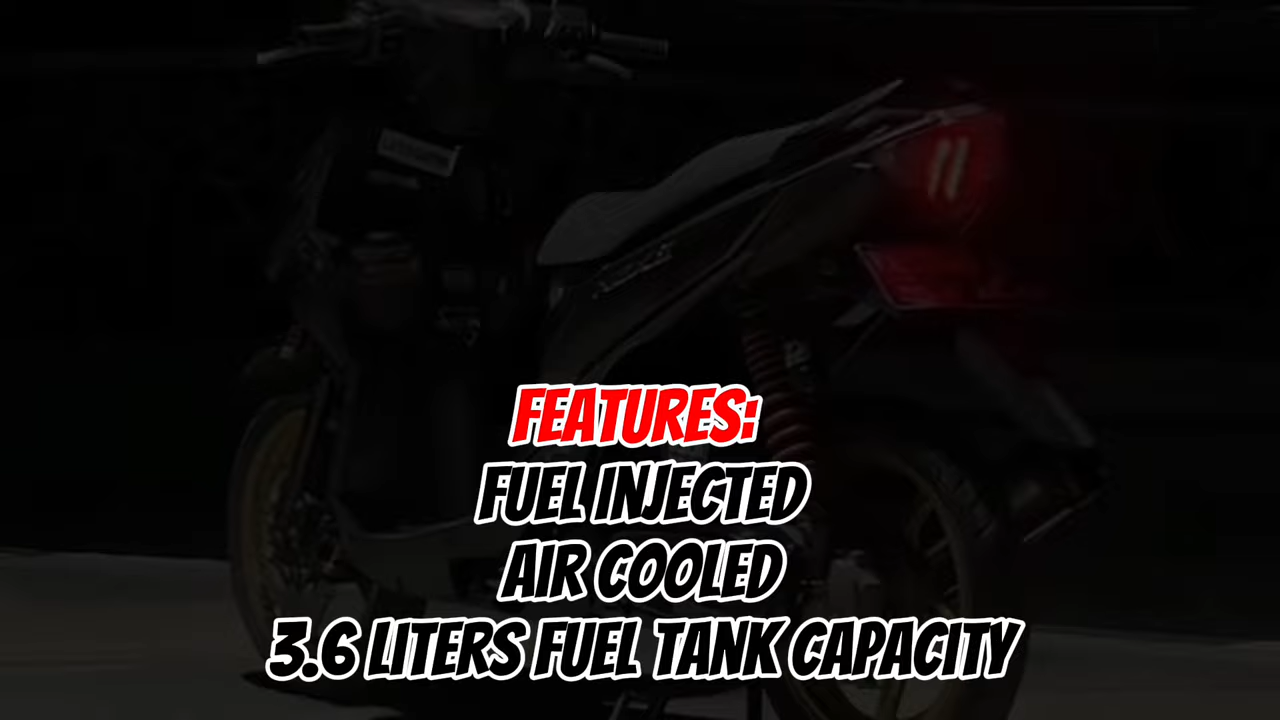 FEATURES:
FUEL INJECTED
AIR COOLED
3.6 LITERS FUEL TANK CAPACITY